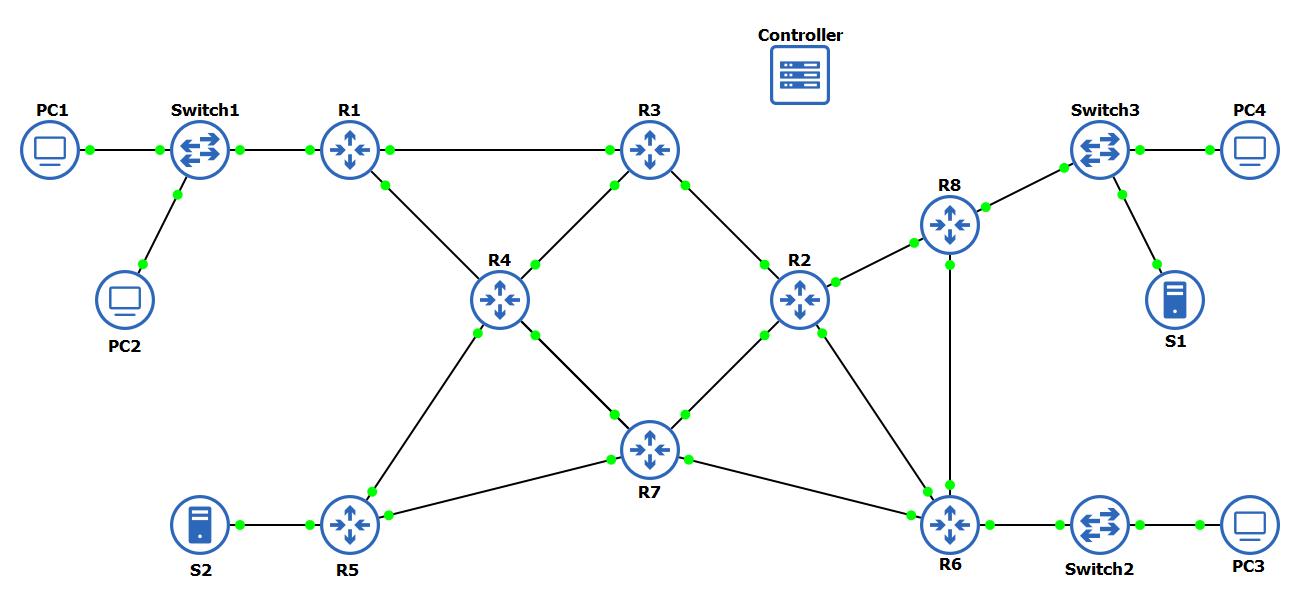 Controller
PC1
Switch1
R1
R3
Switch3
PC4
R8
R4
R2
PC2
S1
R7
S2
R5
R6
Switch2
PC3